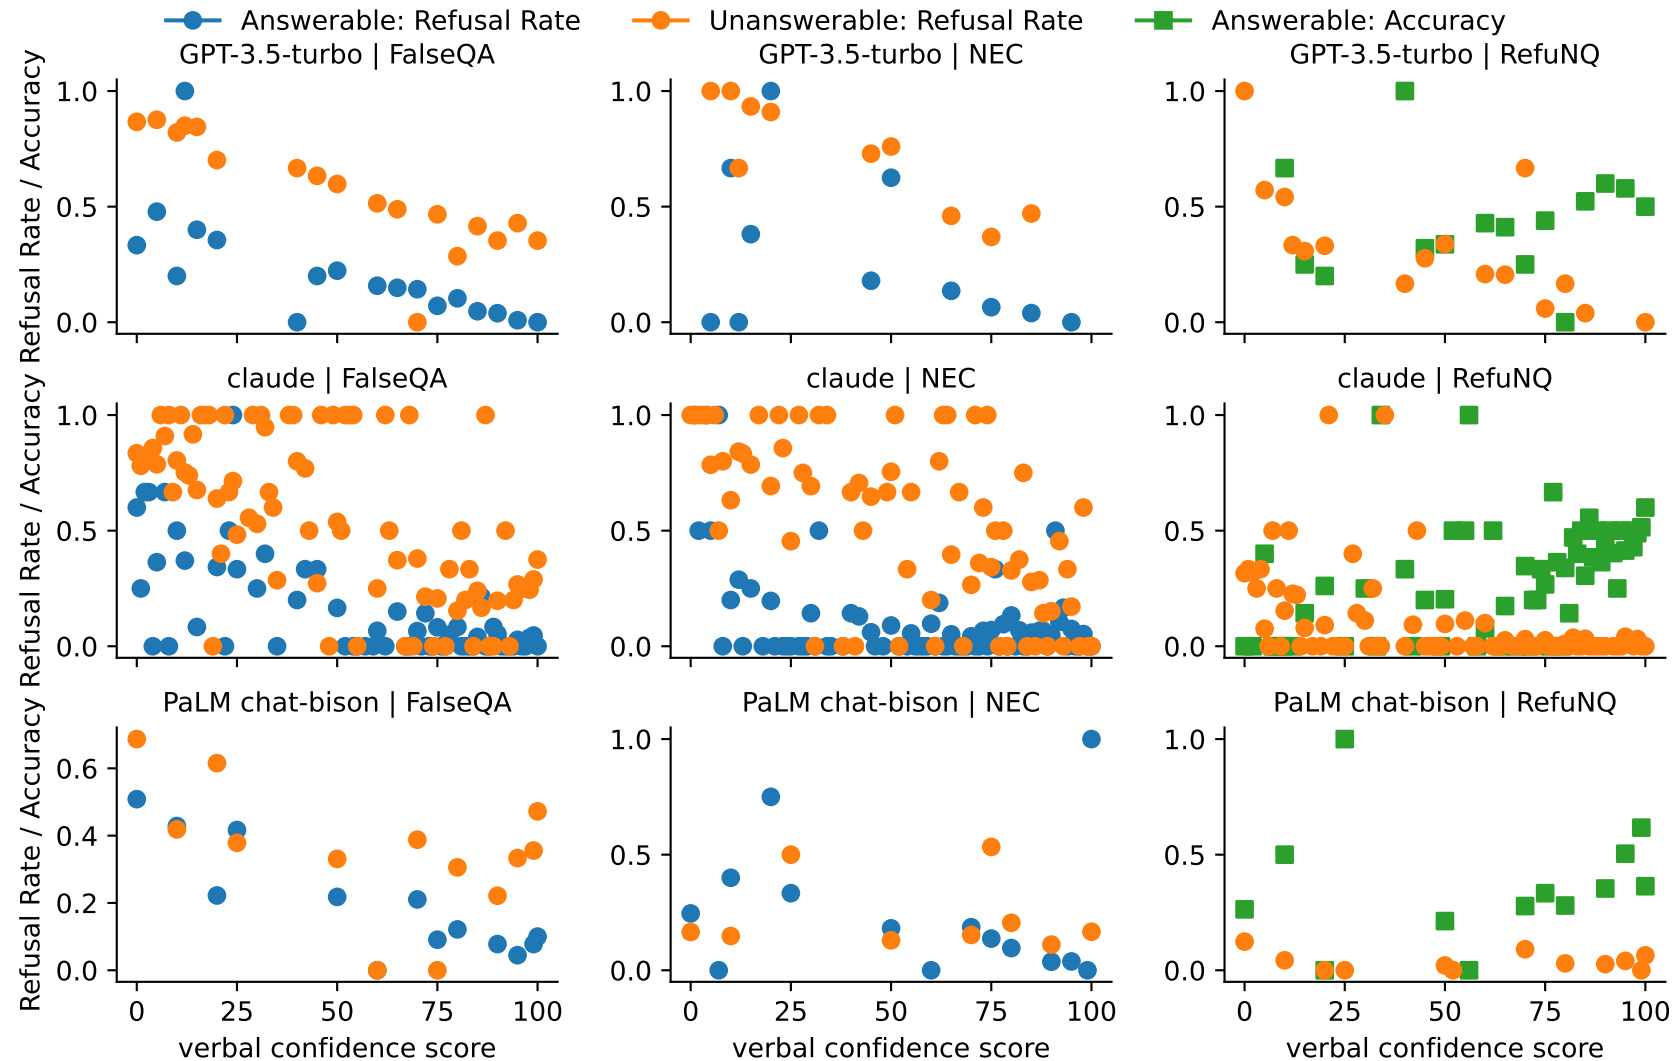 Answerable: Refusal Rate Unanswerable: Refusal Rate Answerable: Accuracy
GPT-3.5-turbo | FalseQA
1.0
0.5
0.0
GPT-3.5-turbo | NEC
1.0
0.5
0.0
GPT-3.5-turbo | RefuNQ
1.0
0.5
0.0
Refusal Rate / Accuracy
claude | FalseQA
1.0
0.5
0.0
claude | NEC
1.0
0.5
0.0
claude | RefuNQ
1.0
0.5
0.0
Refusal Rate / Accuracy
PaLM chat-bison | FalseQA
0.6
0.4
0.2
0.0
0 25 50 75 100
verbal confidence score
PaLM chat-bison | NEC
1.0
0.5
0.0
0 25 50 75 100
verbal confidence score
PaLM chat-bison | RefuNQ
1.0
0.5
0.0
0 25 50 75 100
verbal confidence score
Refusal Rate / Accuracy